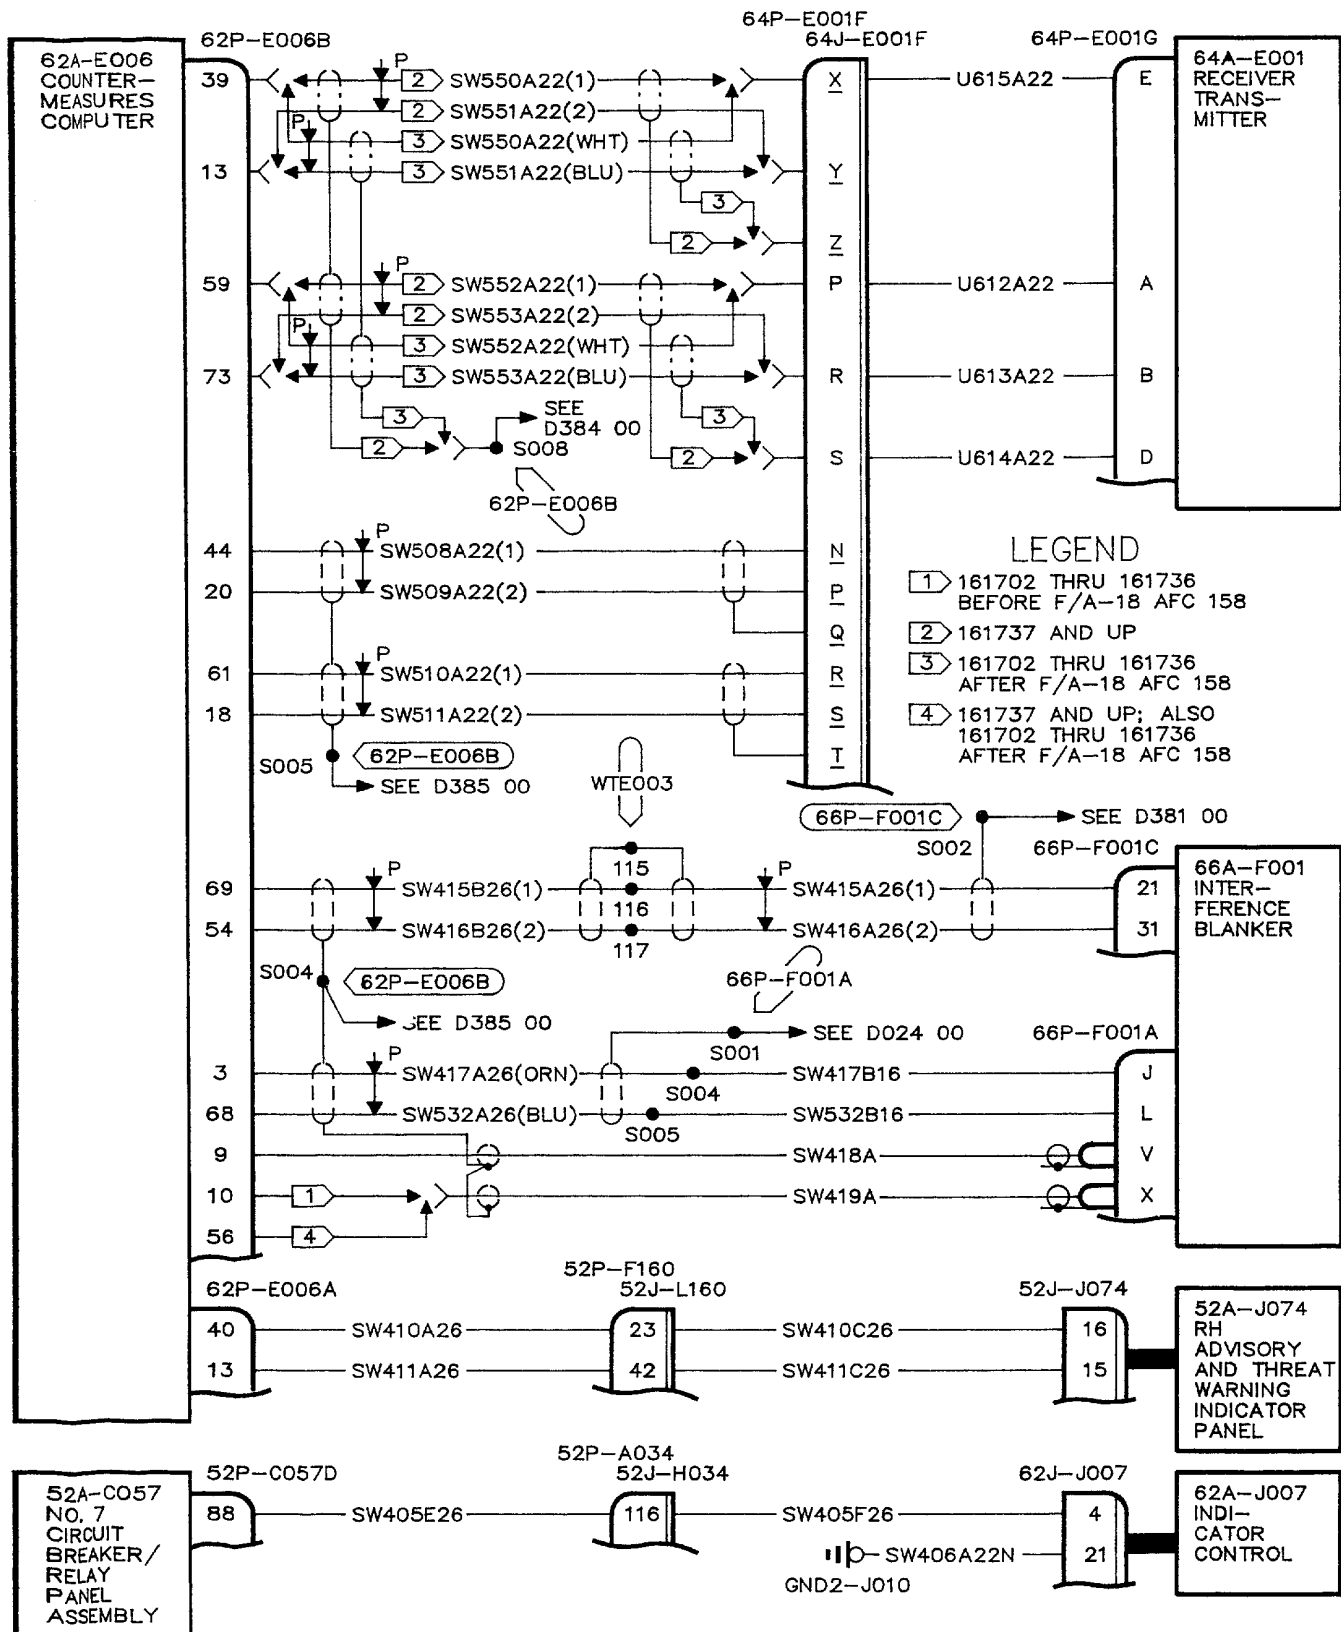 64P-E001F
62P-E006B
64J-E001F
64P-E001G
62A-E006
COUNTER-
MEASURES
COMPUTER
64A-E001
RECEIVER
TRANS-
MITTER
39
P
2
SW550A22(1)
X
U615A22
E
2
SW551A22(2)
P
3
SW550A22(WHT)
13
3
SW551A22(BLU)
Y
3
2
Z
P
59
2
SW552A22(1)
P
U612A22
A
2
SW553A22(2)
P
3
SW552A22(WHT)
73
3
SW553A22(BLU)
R
U613A22
B
3
SEE
D384 00
3
2
S008
2
S
U614A22
D
62P-E006B
P
44
SW508A22(1)
N
20
SW509A22(2)
P
Q
P
61
SW510A22(1)
R
18
SW511A22(2)
S
T
LEGEND
1 161702 THRU 161736
BEFORE F/A-18 AFC 158
2 161737 AND UP
3 161702 THRU 161736
AFTER F/A-18 AFC 158
4 161737 AND UP; ALSO
161702 THRU 161736
AFTER F/A-18 AFC 158
S005
62P-E006B
SEE D385 00
WTE003
66P-F001C
SEE D381 00
S002
66P-F001C
66A-F001
INTER-
FERENCE
BLANKER
115
P
P
69
SW415B26(1)
116
SW415A26(1)
21
54
SW416B26(2)
117
SW416A26(2)
31
S004
62P-E006B
66P-F001A
SEE D385 00
SEE D024 00
S001
66P-F001A
P
3
SW417A26(ORN)
S004
SW417B16
J
68
SW532A26(BLU)
S005
SW532B16
L
9
SW418A
V
10
1
SW419A
X
56
4
52P-F160
62P-E006A
52J-L160
52J-J074
40
SW410A26
23
SW410C26
16
13
SW411A26
42
SW411C26
15
52A-J074
RH
ADVISORY
AND THREAT
WARNING
INDICATOR
PANEL
52P-A034
52P-C057D
52J-H034
62J-J007
52A-C057
NO. 7
CIRCUIT
BREAKER/
RELAY
PANEL
ASSEMBLY
88
SW405E26
116
SW405F26
4
SW406A22N
21
GND2-J010
62A-J007
INDI-
CATOR
CONTROL